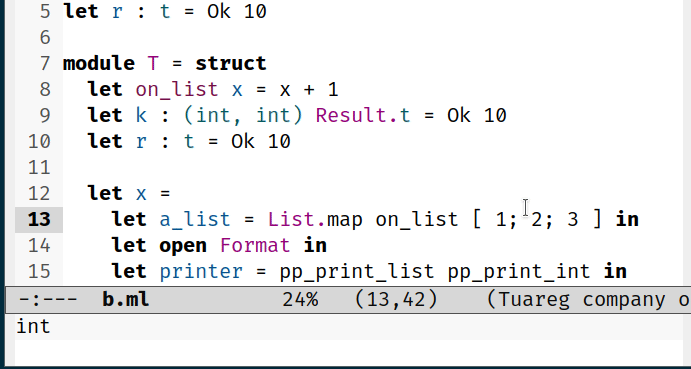 5 let r : t = Ok 10
6
7 module T = struct
8   let on_list x = x + 1
9   let k : (int, int) Result.t = Ok 10
10   let r : t = Ok 10
11
12   let x =
13     let a_list = List.map on_list [ 1; 2; 3 ] in
14     let open Format in
15     let printer = pp_print_list pp_print_int in
-:---  b.ml           24%   (13,42)    (Tuareg company o
int